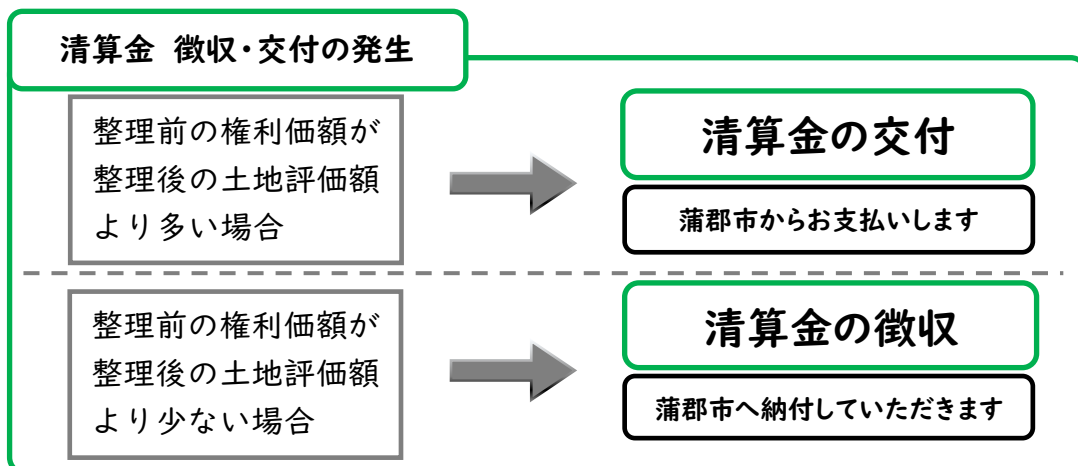 清算金 徴収・交付の発生
整理前の権利価額が
整理後の土地評価額
より多い場合
清算金の交付
蒲郡市からお支払いします
整理前の権利価額が
整理後の土地評価額
より少ない場合
清算金の徴収
蒲郡市へ納付していただきます